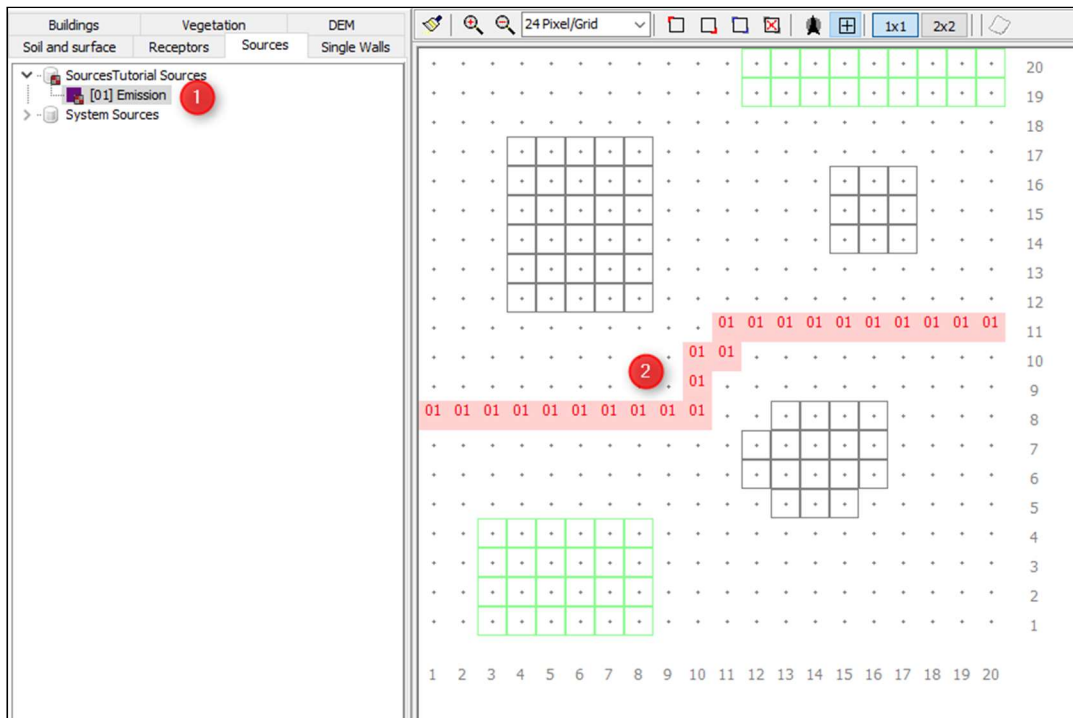 Buildings Vegetation DEM
Soil and surface Receptors Sources Single Walls
SourcesTutorial Sources
[01] Emission 1
System Sources
24 Pixel/Grid 1x1 2x2
20
19
18
17
16
15
14
13
12
01 01 01 01 01 01 01 01 01 01 11
01 01 10
2
01 9
01 01 01 01 01 01 01 01 01 01 8
7
6
5
4
3
2
1
1 2 3 4 5 6 7 8 9 10 11 12 13 14 15 16 17 18 19 20